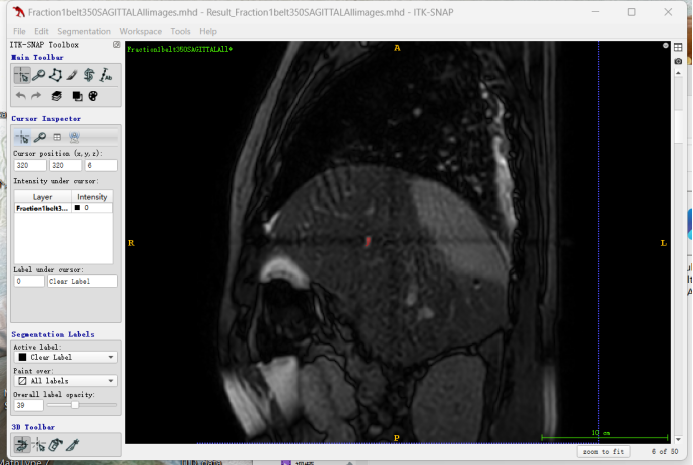 Fraction1belt350SAGITTALAllimages.mhd - Result_Fraction1belt350SAGITTALAllimages.mhd - ITK-SNAP
File Edit Segmentation Workspace Tools Help
ITK-SNAP Toolbox
Main Toolbar
Cursor Inspector
Cursor position (x,y,z):
320 320 6
Intensity under cursor:
Layer Intensity
Fraction1belt3... 0
Label under cursor:
0 Clear Label
Segmentation Labels
Active label:
Clear Label
Paint over:
All labels
Overall label opacity:
39
3D Toolbar
Fraction1belt350SAGITTALAll
A
R
L
P
10 cm
zoom to fit 6 of 50